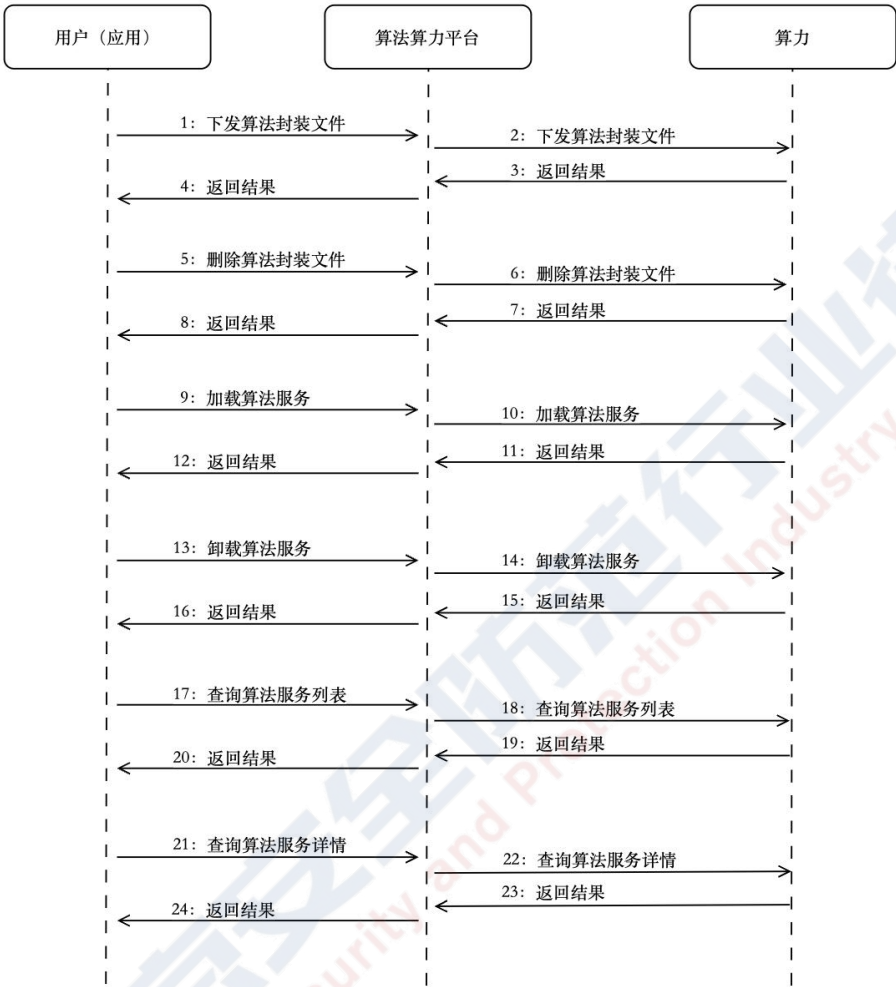 用户（应用）
算法算力平台
算力
1：下发算法封装文件
2：下发算法封装文件
3：返回结果
4：返回结果
5：删除算法封装文件
6：删除算法封装文件
7：返回结果
8：返回结果
9：加载算法服务
10：加载算法服务
11：返回结果
12：返回结果
13：卸载算法服务
14：卸载算法服务
15：返回结果
16：返回结果
17：查询算法服务列表
18：查询算法服务列表
19：返回结果
20：返回结果
21：查询算法服务详情
22：查询算法服务详情
23：返回结果
24：返回结果
安全防范行业
and Protection Industry